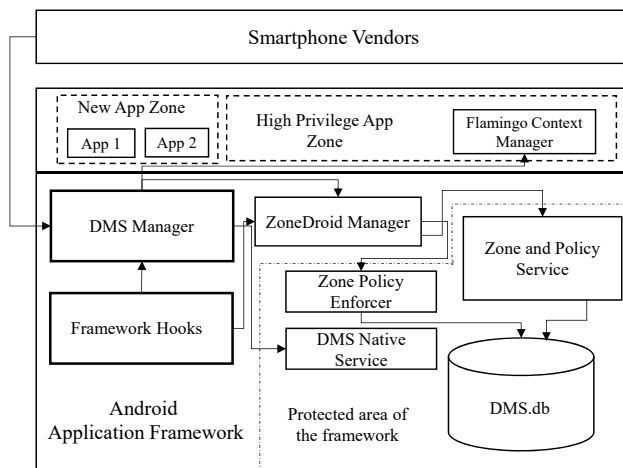 Smartphone Vendors
New App Zone
App 1
App 2
High Privilege App
Zone
Flamingo Context
Manager
DMS Manager
ZoneDroid Manager
Zone and Policy
Service
Zone Policy
Enforcer
Framework Hooks
DMS Native
Service
DMS.db
Android
Application Framework
Protected area of
the framework